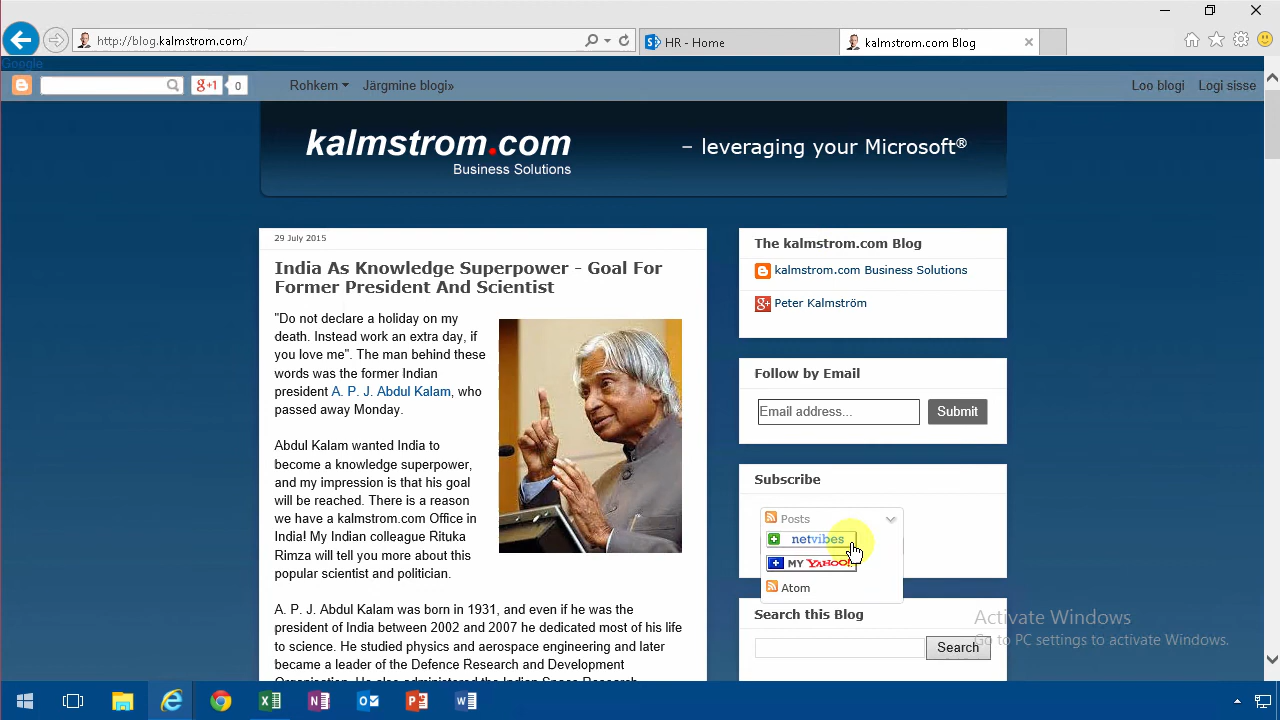 http://blog.kalmstrom.com/
HR - Home
kalmstrom.com Blog
Google
g+1 0
Rohkem
Järgmine blogi»
Loo blogi
Logi sisse
kalmstrom.com
Business Solutions
– leveraging your Microsoft®
29 July 2015
India As Knowledge Superpower - Goal For
Former President And Scientist
"Do not declare a holiday on my
death. Instead work an extra day, if
you love me". The man behind these
words was the former Indian
president A. P. J. Abdul Kalam, who
passed away Monday.
Abdul Kalam wanted India to
become a knowledge superpower,
and my impression is that his goal
will be reached. There is a reason
we have a kalmstrom.com Office in
India! My Indian colleague Rituka
Rimza will tell you more about this
popular scientist and politician.
A. P. J. Abdul Kalam was born in 1931, and even if he was the
president of India between 2002 and 2007 he dedicated most of his life
to science. He studied physics and aerospace engineering and later
became a leader of the Defence Research and Development
Organisation. He also administered the Indian Space Research
The kalmstrom.com Blog
kalmstrom.com Business Solutions
Peter Kalmström
Follow by Email
Email address...
Submit
Subscribe
Posts
netvibes
MY YAHOO!
Atom
Search this Blog
Search
Activate Windows
Go to PC settings to activate Windows.